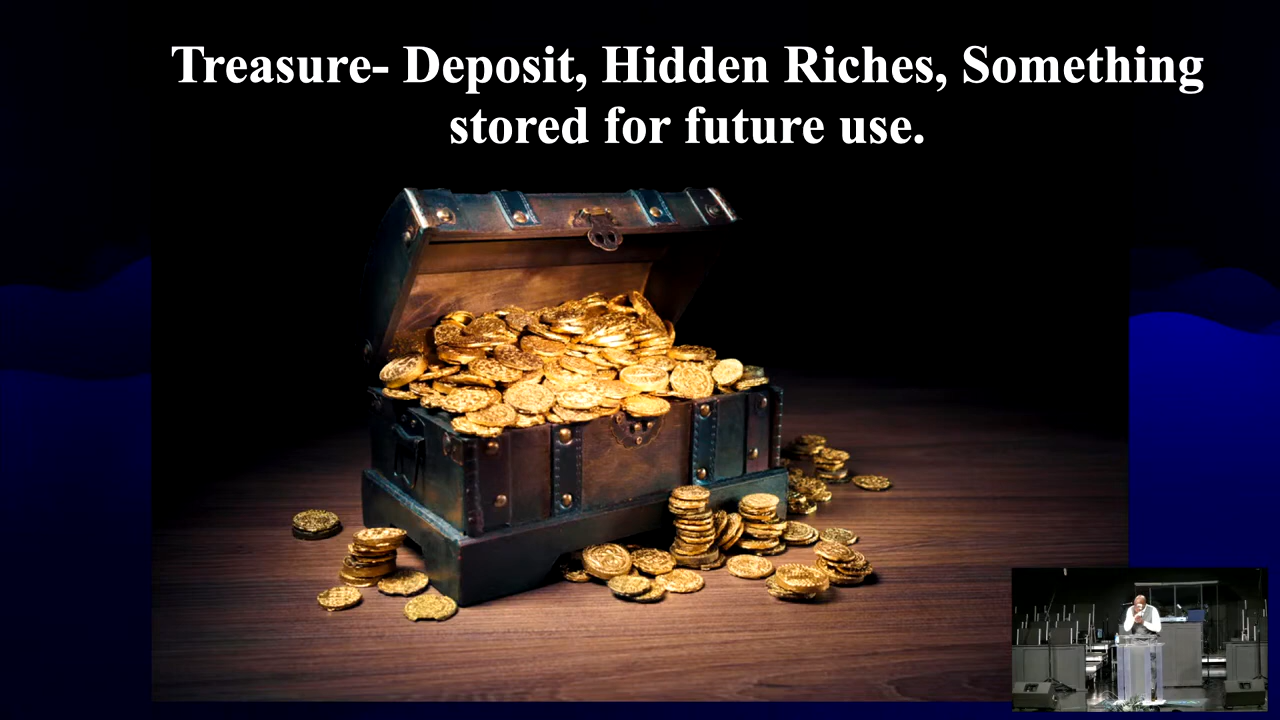 Treasure- Deposit, Hidden Riches, Something
stored for future use.